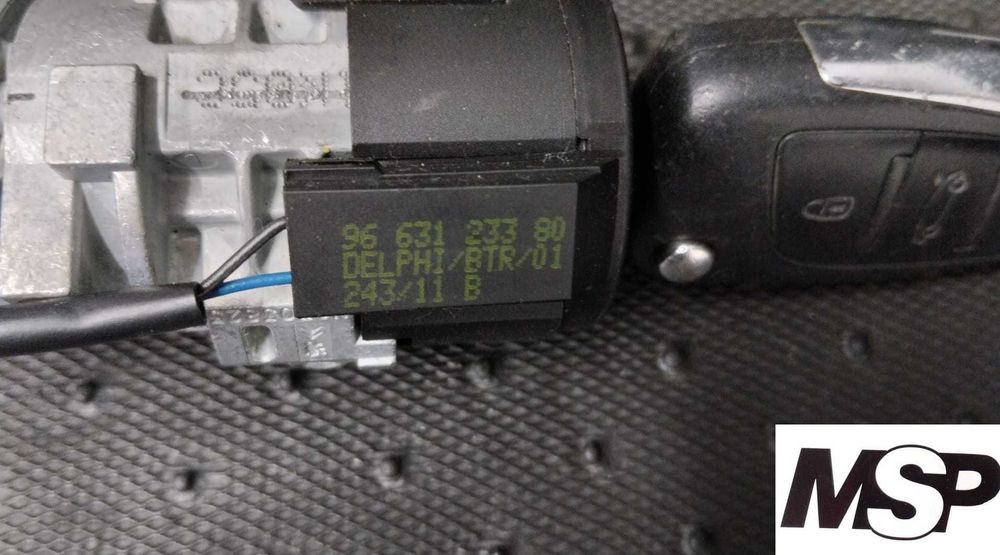 96 631 233 80
DELPHI/BTR/01
243/11 B
MSP